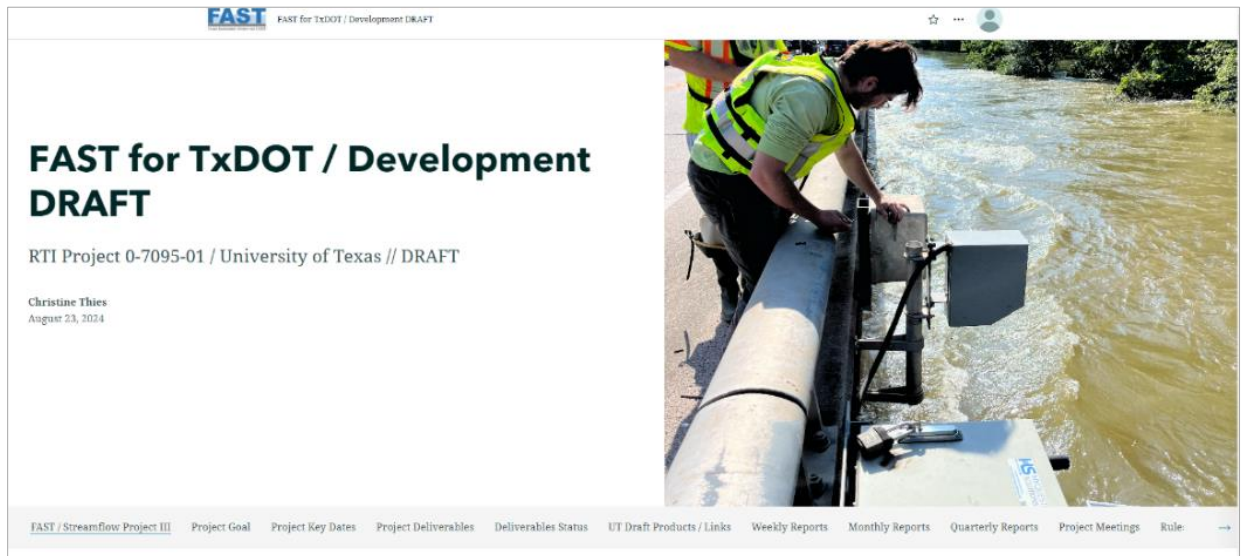 FAST
FAST for TxDOT / Development DRAFT
FAST for TxDOT / Development
DRAFT
RTI Project 0-7095-01 / University of Texas // DRAFT
Christine Thies
August 23, 2024
HS
FAST / Streamflow Project III Project Goal Project Key Dates Project Deliverables Deliverables Status UT Draft Products / Links Weekly Reports Monthly Reports Quarterly Reports Project Meetings Rule: